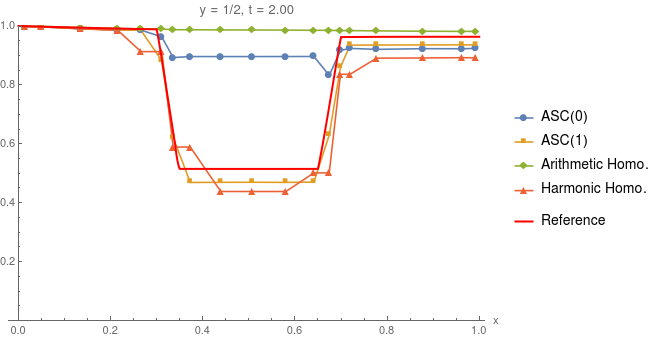 y = 1/2, t = 2.00
1.0
0.8
0.6
0.4
0.2
0.0
0.2
0.4
0.6
0.8
1.0
x
ASC(0)
ASC(1)
Arithmetic Homo.
Harmonic Homo.
Reference